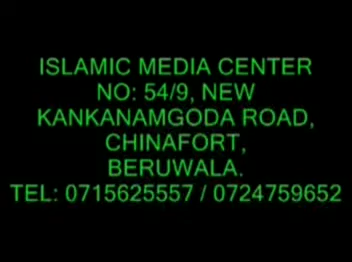 ISLAMIC MEDIA CENTER
NO: 54/9, NEW
KANKANAMGODA ROAD,
CHINAFORT,
BERUWALA.
TEL: 0715625557 / 0724759652